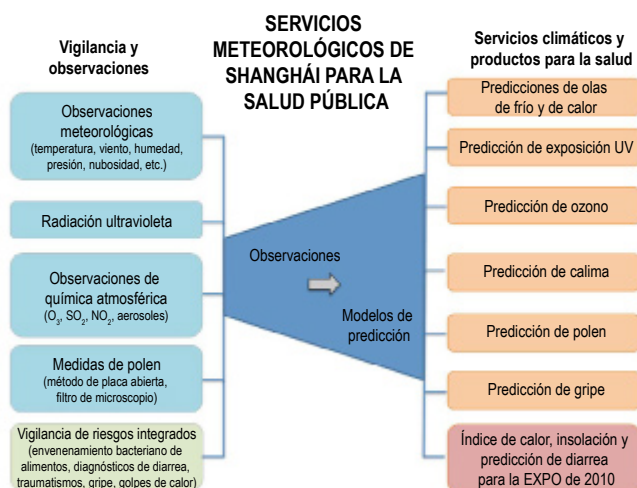 SERVICIOS
METEOROLÓGICOS DE
SHANGHÁI PARA LA
SALUD PÚBLICA
Vigilancia y
observaciones
Observaciones
meteorológicas
(temperatura, viento, humedad,
presión, nubosidad, etc.)
Radiación ultravioleta
Observaciones de
química atmosférica
(O₃, SO₂, NO₂, aerosoles)
Medidas de polen
(método de placa abierta,
filtro de microscopio)
Vigilancia de riesgos integrados
(envenenamiento bacteriano de
alimentos, diagnósticos de diarrea,
traumatismos, gripe, golpes de calor)
Observaciones
Modelos de
predicción
Servicios climáticos y
productos para la salud
Predicciones de olas
de frío y de calor
Predicción de exposición UV
Predicción de ozono
Predicción de calima
Predicción de polen
Predicción de gripe
Índice de calor, insolación y
predicción de diarrea
para la EXPO de 2010